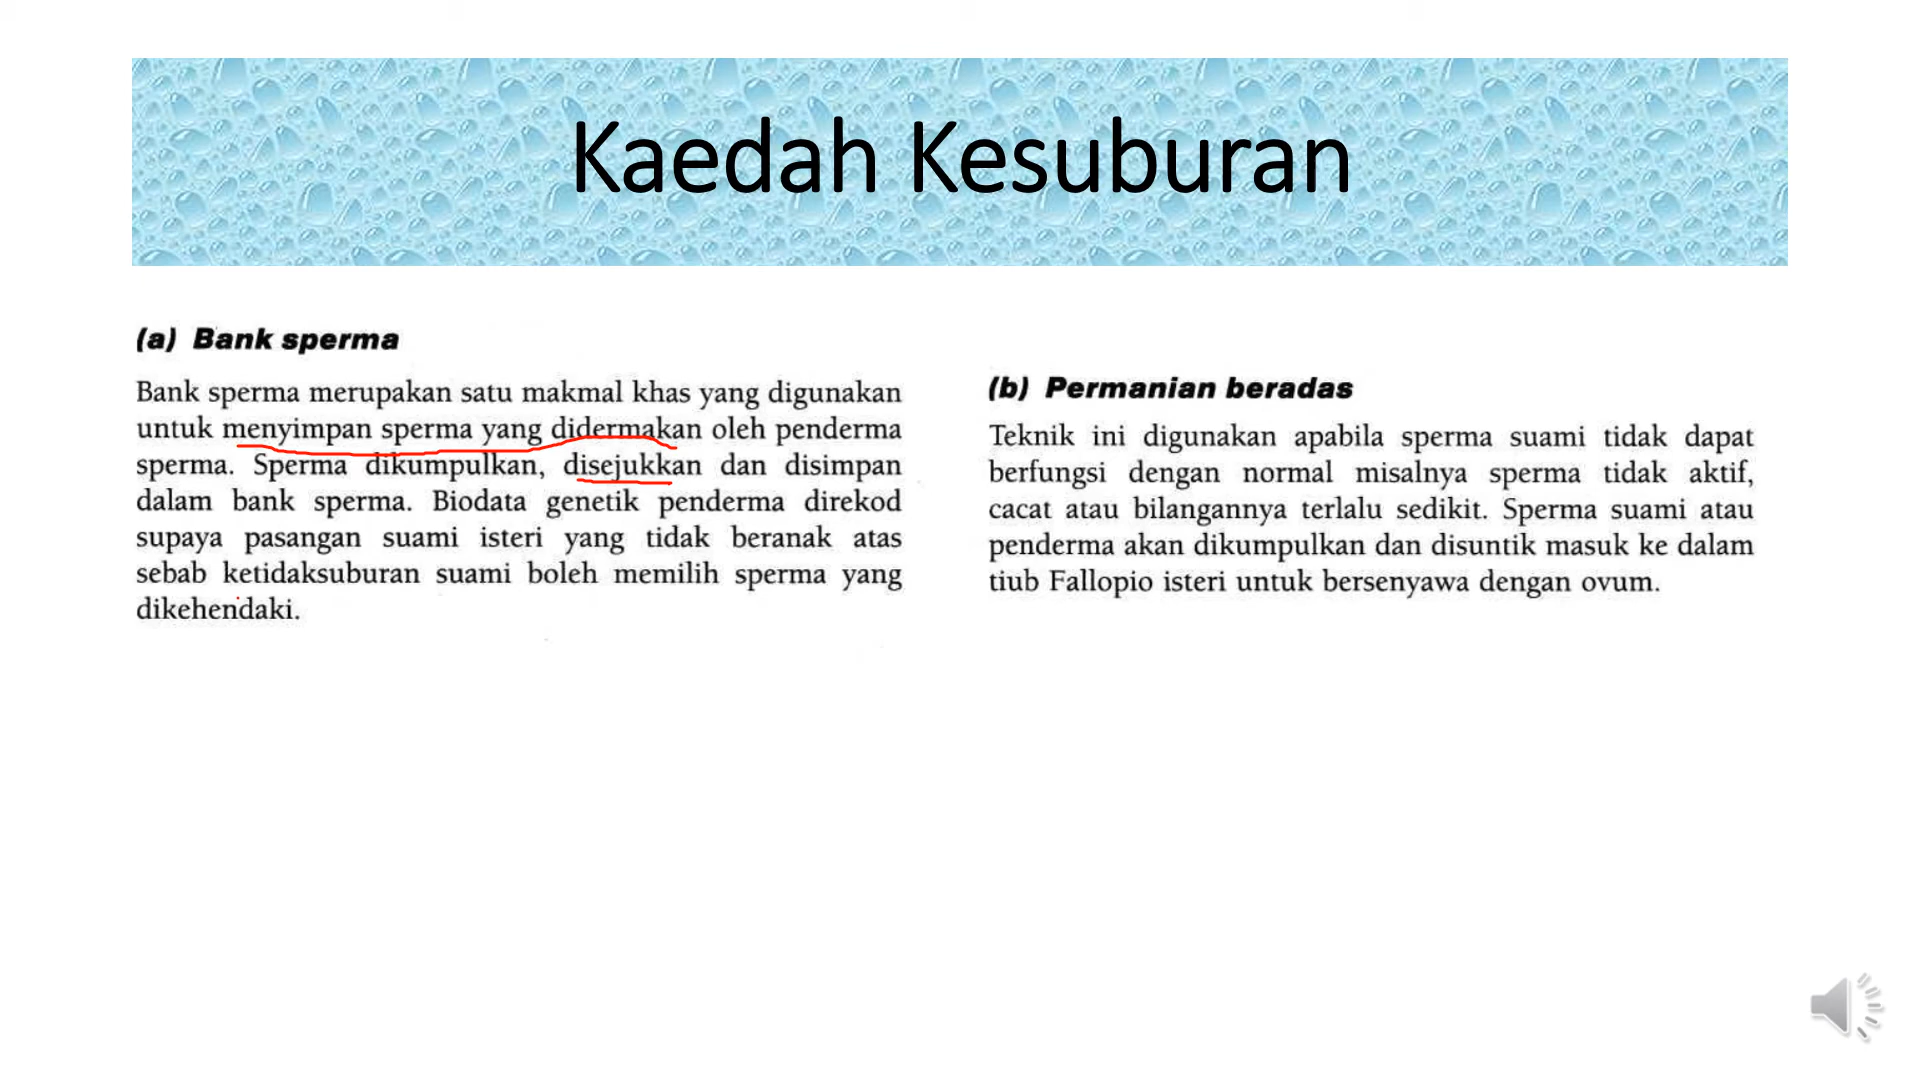 Kaedah Kesuburan
(a) Bank sperma
Bank sperma merupakan satu makmal khas yang digunakan
untuk menyimpan sperma yang didermakan oleh penderma
sperma. Sperma dikumpulkan, disejukkan dan disimpan
dalam bank sperma. Biodata genetik penderma direkod
supaya pasangan suami isteri yang tidak beranak atas
sebab ketidaksuburan suami boleh memilih sperma yang
dikehendaki.
(b) Permanian beradas
Teknik ini digunakan apabila sperma suami tidak dapat
berfungsi dengan normal misalnya sperma tidak aktif,
cacat atau bilangannya terlalu sedikit. Sperma suami atau
penderma akan dikumpulkan dan disuntik masuk ke dalam
tiub Fallopio isteri untuk bersenyawa dengan ovum.